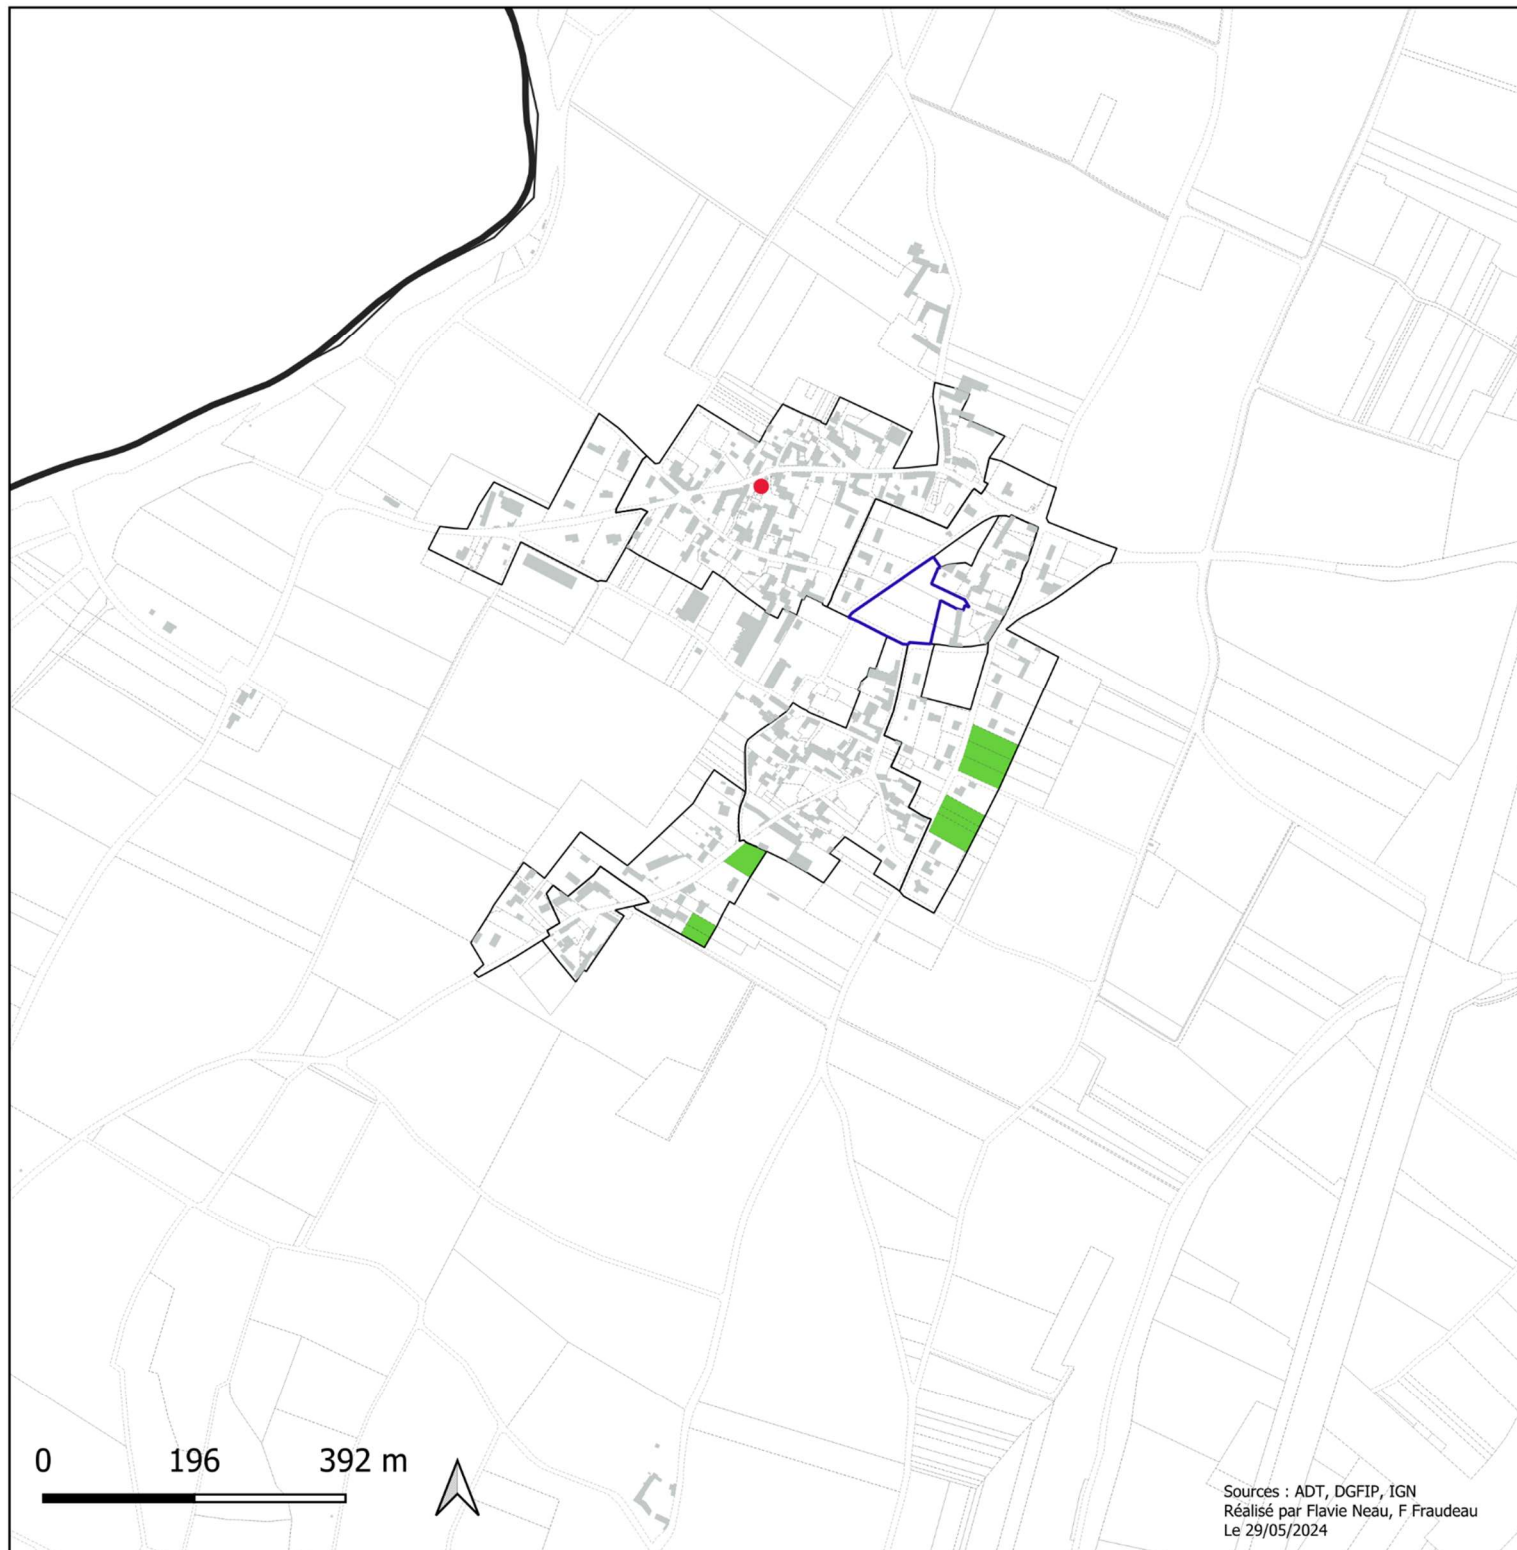 0 196 392 m
Sources : ADT, DGFIP, IGN
Réalisé par Flavie Neau, F Fraudeau
Le 29/05/2024